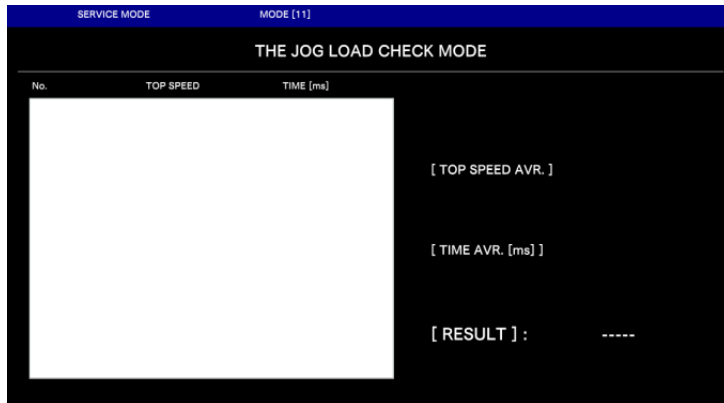 SERVICE MODE MODE [11]
THE JOG LOAD CHECK MODE
No. TOP SPEED TIME [ms]
[ TOP SPEED AVR. ]
[ TIME AVR. [ms] ]
[ RESULT ] : -----